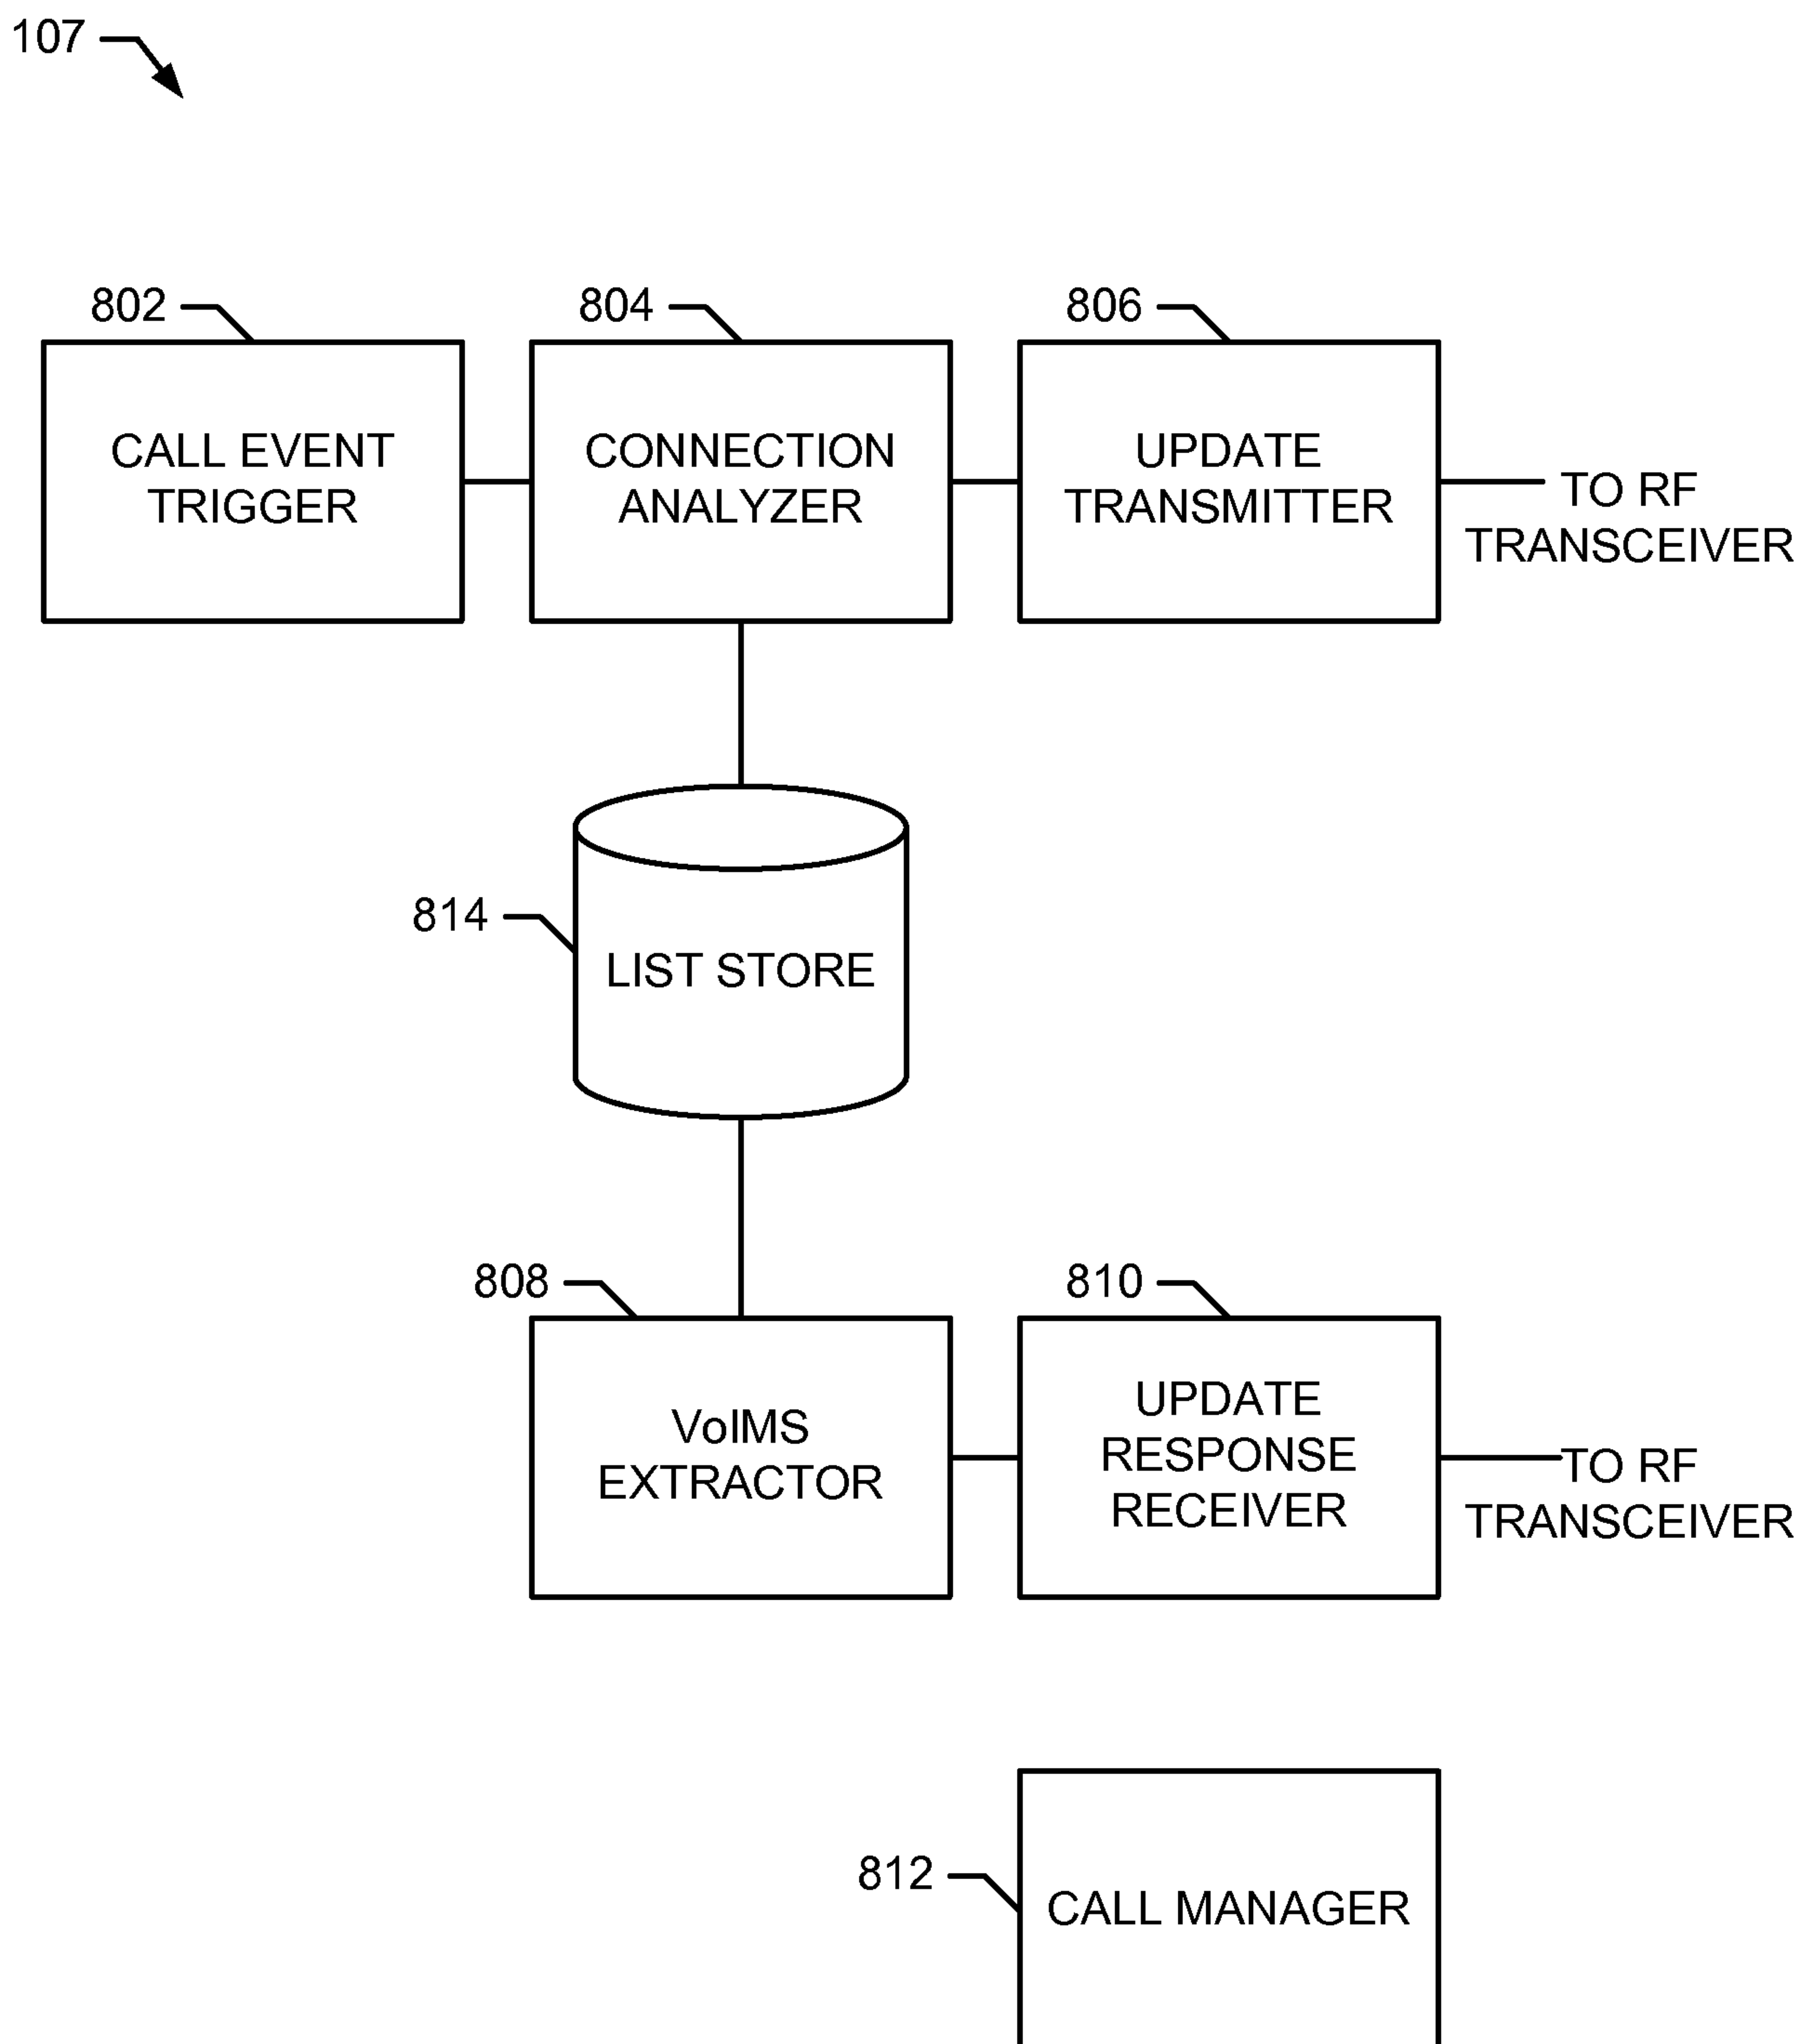 107
802
804
806
CALL EVENT
TRIGGER
CONNECTION
ANALYZER
UPDATE
TRANSMITTER
TO RF
TRANSCEIVER
814
LIST STORE
808
810
VoIMS
EXTRACTOR
UPDATE
RESPONSE
RECEIVER
TO RF
TRANSCEIVER
812
CALL MANAGER